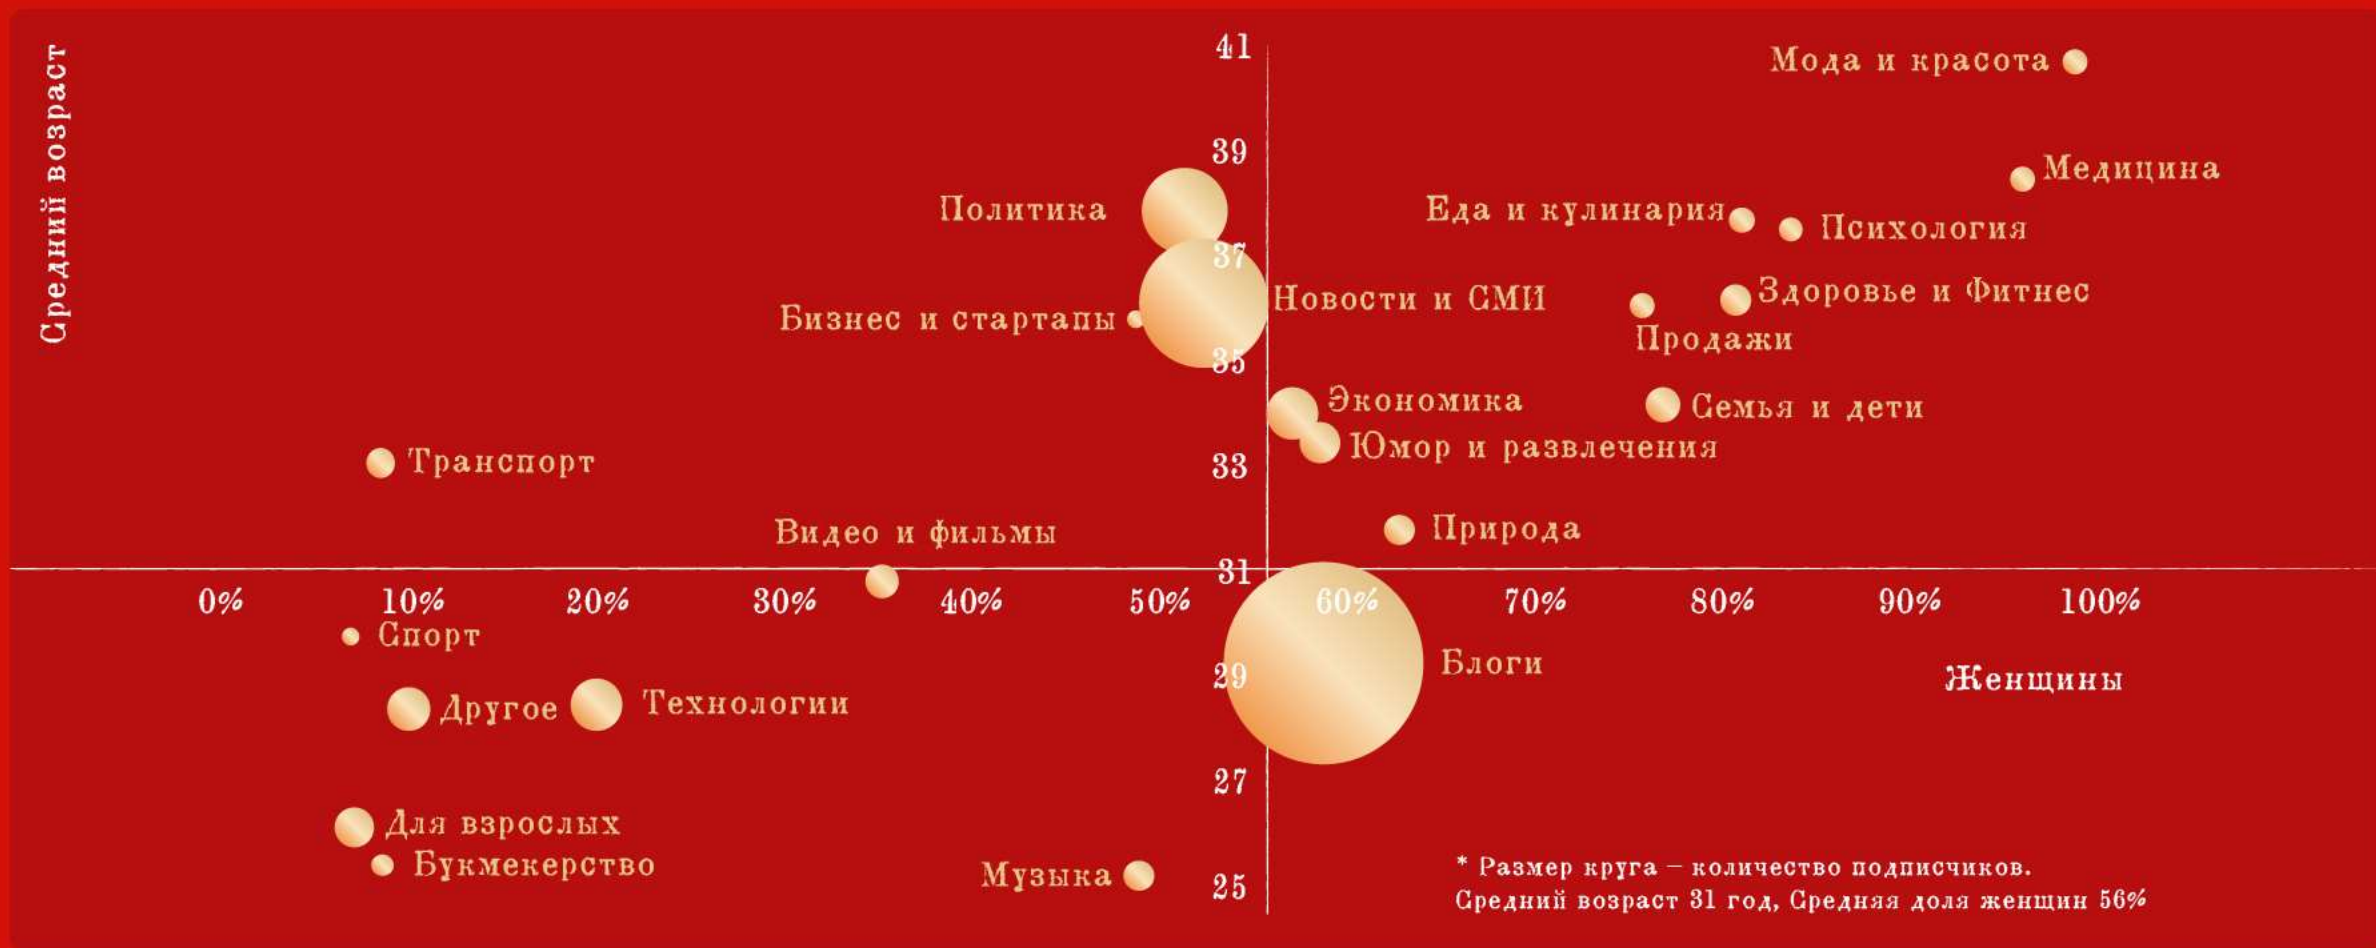 Средний возраст
41
Мода и красота
39
Медицина
Политика
Еда и кулинария
Психология
37
Новости и СМИ
Здоровье и Фитнес
Бизнес и стартапы
Продажи
35
Экономика
Семья и дети
Юмор и развлечения
Транспорт
33
Видео и фильмы
Природа
31
0% 10% 20% 30% 40% 50% 60% 70% 80% 90% 100%
Спорт
Блоги
29
Женщины
Другое
Технологии
27
Для взрослых
Букмекерство
Музыка
25
* Размер круга – количество подписчиков.
Средний возраст 31 год, Средняя доля женщин 56%